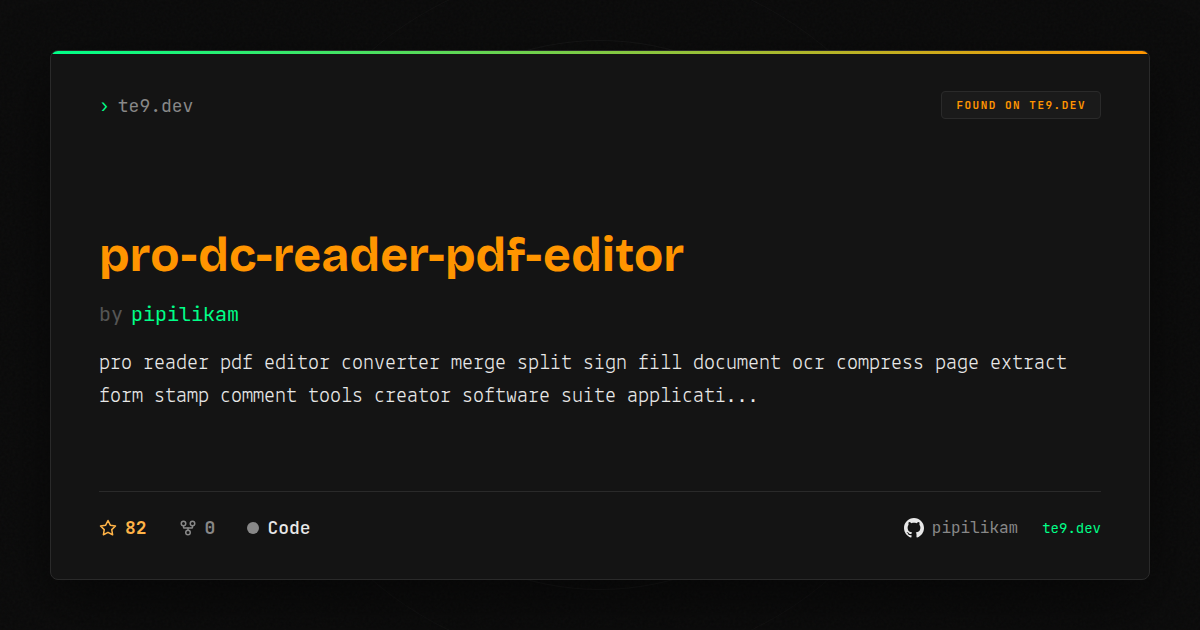 › te9.dev
FOUND ON TE9.DEV
pro-dc-reader-pdf-editor
by pipilikam
pro reader pdf editor converter merge split sign fill document ocr compress page extract
form stamp comment tools creator software suite applicati...
82 0 Code
pipilikam te9.dev